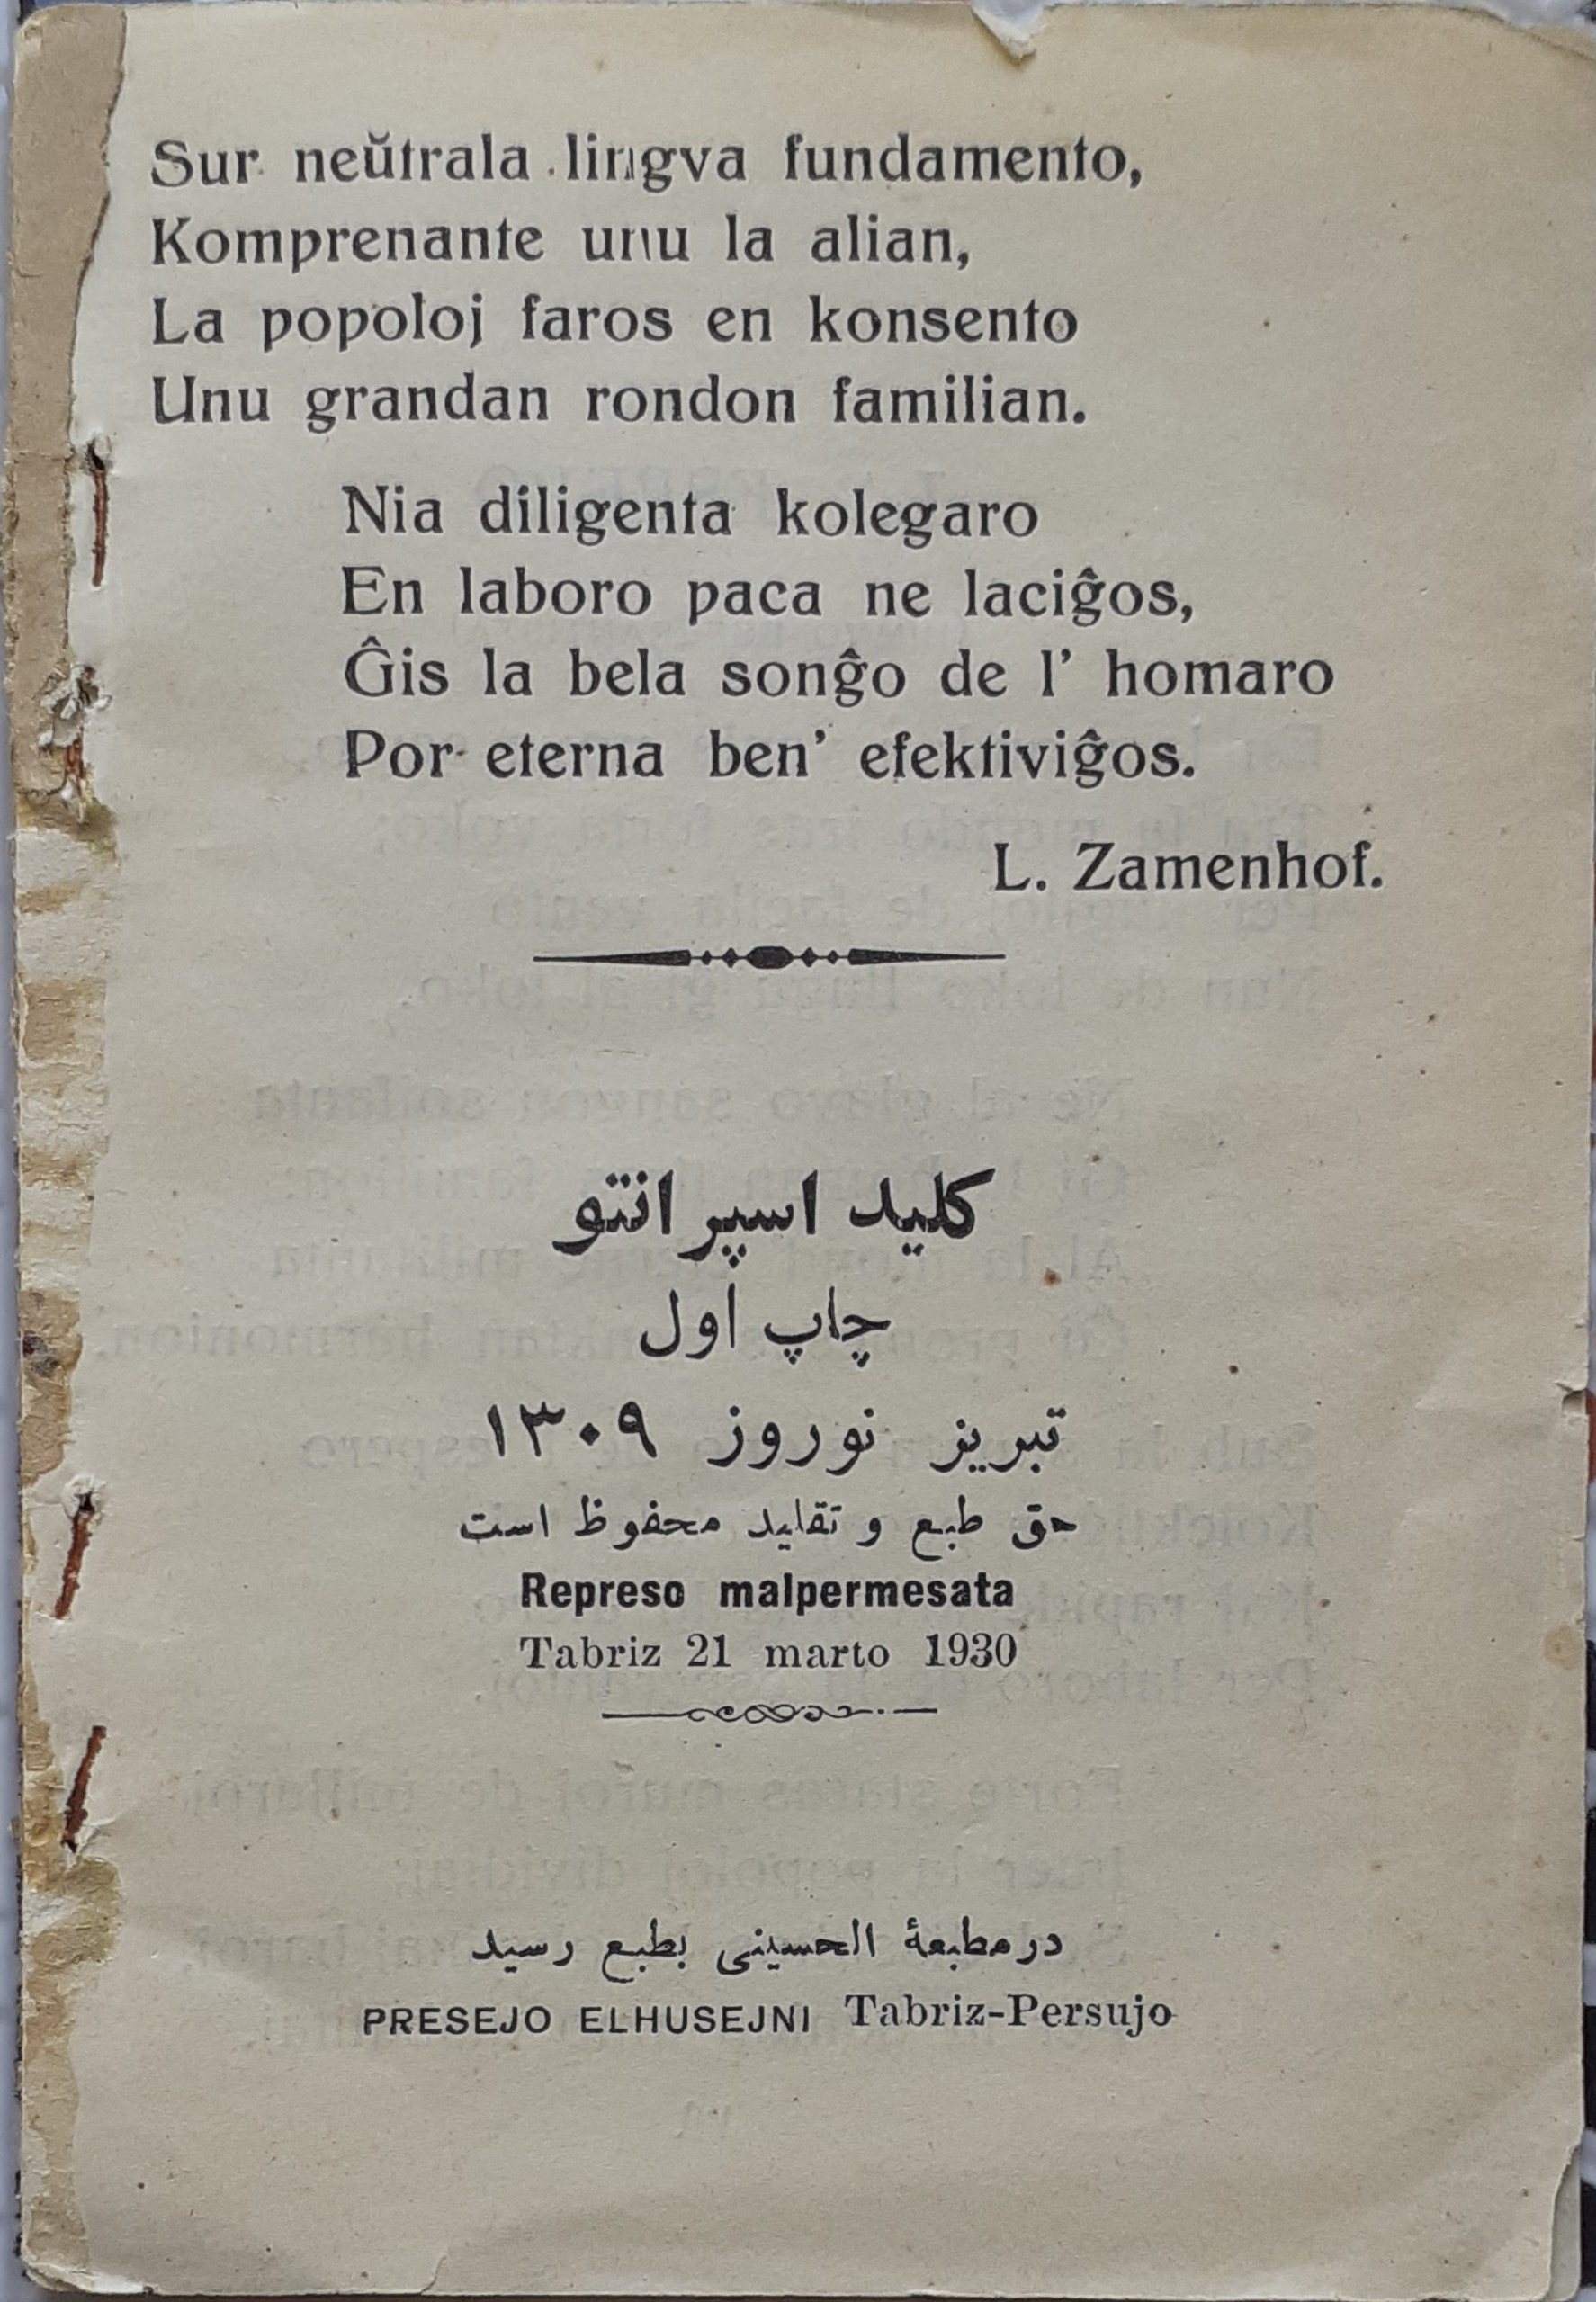 Sur neŭtrala lingva fundamento,
Komprenante unu la alian,
La popoloj faros en konsento
Unu grandan rondon familian.
Nia diligenta kolegaro
En laboro paca ne laciĝos,
Ĝis la bela sonĝo de l' homaro
Por eterna ben' efektiviĝos.
L. Zamenhof.
کلید اسپرانتو
چاپ اول
تبریز نوروز ۱۳۰۹
حق طبع و تقلید محفوظ است
Represo malpermesata
Tabriz 21 marto 1930
در مطبعهٔ الحسینی بطبع رسید
PRESEJO ELHUSEJNI Tabriz-Persujo